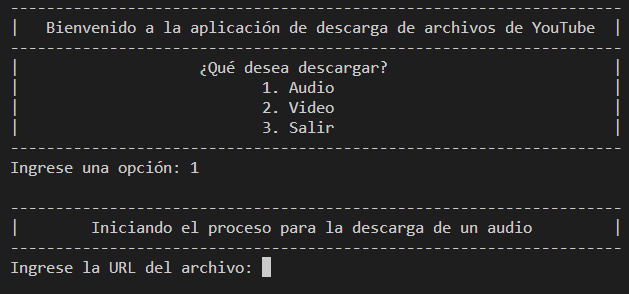 ----------------------------------------------------------------------
|   Bienvenido a la aplicación de descarga de archivos de YouTube  |
----------------------------------------------------------------------
|                    ¿Qué desea descargar?                         |
|                           1. Audio                               |
|                           2. Video                               |
|                           3. Salir                               |
----------------------------------------------------------------------
Ingrese una opción: 1
----------------------------------------------------------------------
|        Iniciando el proceso para la descarga de un audio         |
----------------------------------------------------------------------
Ingrese la URL del archivo: